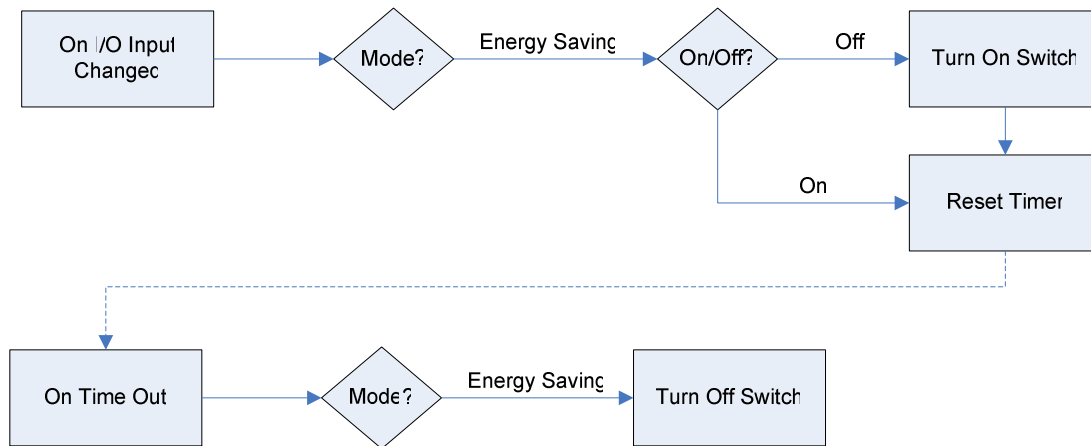 On I/O Input
Changed
Mode?
Energy Saving
On/Off?
Off
Turn On Switch
On
Reset Timer
On Time Out
Mode?
Energy Saving
Turn Off Switch